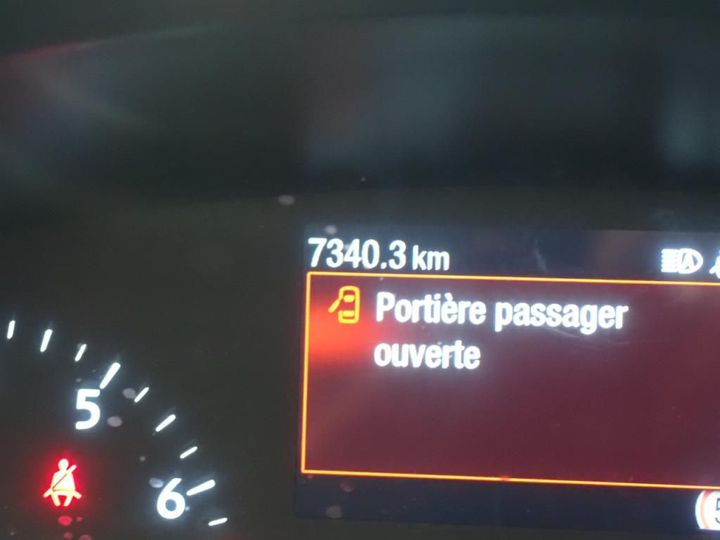 7340.3 km
Portière passager
ouverte
5
6